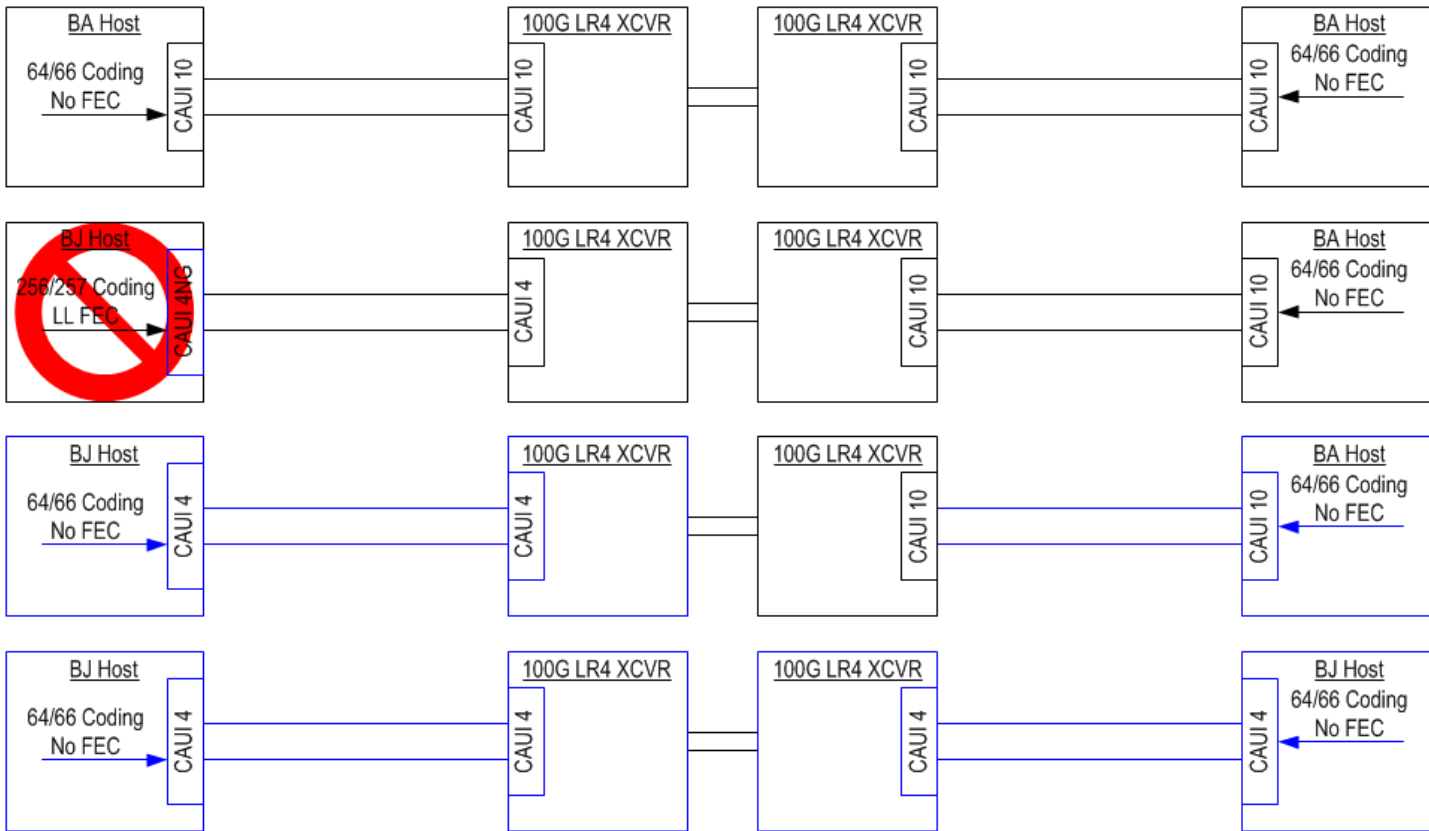 BA Host
64/66 Coding
No FEC
CAUI 10
100G LR4 XCVR
CAUI 10
100G LR4 XCVR
CAUI 10
BA Host
64/66 Coding
No FEC
CAUI 10
BJ Host
256/257 Coding
LL FEC
CAUI 4NG
100G LR4 XCVR
CAUI 4
100G LR4 XCVR
CAUI 10
BA Host
64/66 Coding
No FEC
CAUI 10
BJ Host
64/66 Coding
No FEC
CAUI 4
100G LR4 XCVR
CAUI 4
100G LR4 XCVR
CAUI 10
BA Host
64/66 Coding
No FEC
CAUI 10
BJ Host
64/66 Coding
No FEC
CAUI 4
100G LR4 XCVR
CAUI 4
100G LR4 XCVR
CAUI 4
BJ Host
64/66 Coding
No FEC
CAUI 4